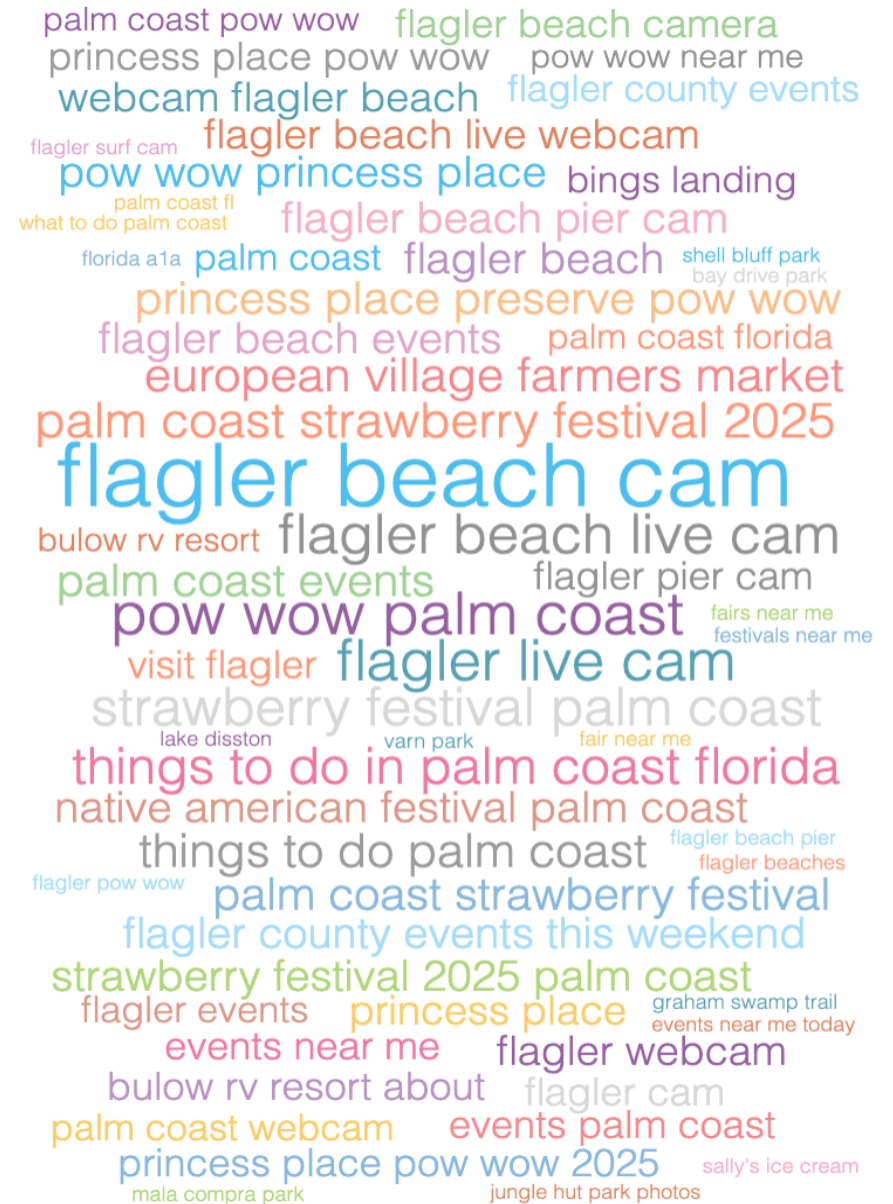 palm coast pow wow
flagler beach camera
princess place pow wow
pow wow near me
webcam flagler beach
flagler county events
flagler surf cam
flagler beach live webcam
pow wow princess place
bings landing
palm coast fl
what to do palm coast
flagler beach pier cam
florida a1a
palm coast
flagler beach
shell bluff park
bay drive park
princess place preserve pow wow
flagler beach events
palm coast florida
european village farmers market
palm coast strawberry festival 2025
flagler beach cam
bulow rv resort
flagler beach live cam
palm coast events
flagler pier cam
pow wow palm coast
fairs near me
festivals near me
visit flagler
flagler live cam
strawberry festival palm coast
lake disston
varn park
fair near me
things to do in palm coast florida
native american festival palm coast
things to do palm coast
flagler beach pier
flagler beaches
flagler pow wow
palm coast strawberry festival
flagler county events this weekend
strawberry festival 2025 palm coast
flagler events
princess place
graham swamp trail
events near me today
events near me
flagler webcam
bulow rv resort about
flagler cam
palm coast webcam
events palm coast
princess place pow wow 2025
sally's ice cream
mala compra park
jungle hut park photos